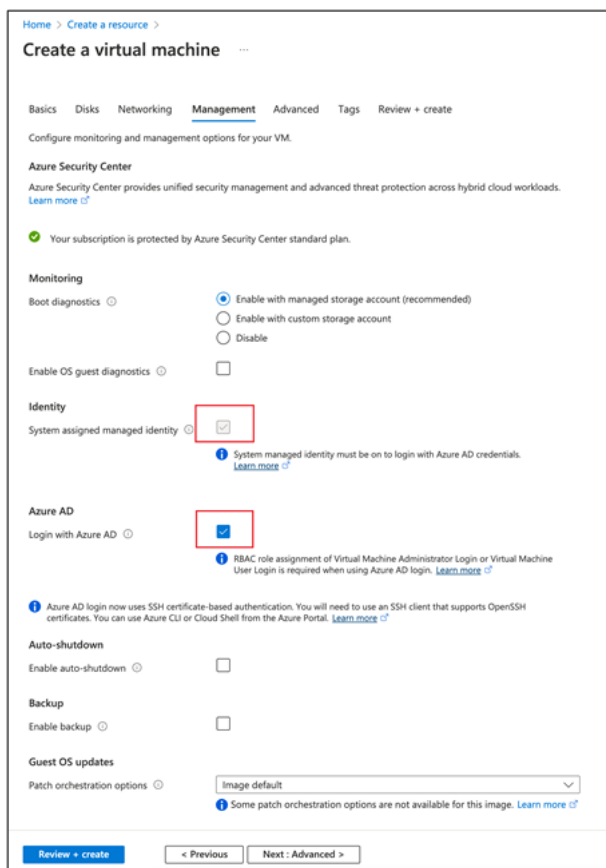 Home > Create a resource >
Create a virtual machine ...
Basics Disks Networking Management Advanced Tags Review + create
Configure monitoring and management options for your VM.
Azure Security Center
Azure Security Center provides unified security management and advanced threat protection across hybrid cloud workloads.
Learn more
Your subscription is protected by Azure Security Center standard plan.
Monitoring
Boot diagnostics
Enable with managed storage account (recommended)
Enable with custom storage account
Disable
Enable OS guest diagnostics
Identity
System assigned managed identity
System managed identity must be on to login with Azure AD credentials.
Learn more
Azure AD
Login with Azure AD
RBAC role assignment of Virtual Machine Administrator Login or Virtual Machine
User Login is required when using Azure AD login. Learn more
Azure AD login now uses SSH certificate-based authentication. You will need to use an SSH client that supports OpenSSH
certificates. You can use Azure CLI or Cloud Shell from the Azure Portal. Learn more
Auto-shutdown
Enable auto-shutdown
Backup
Enable backup
Guest OS updates
Patch orchestration options
Image default
Some patch orchestration options are not available for this image. Learn more
Review + create < Previous Next : Advanced >